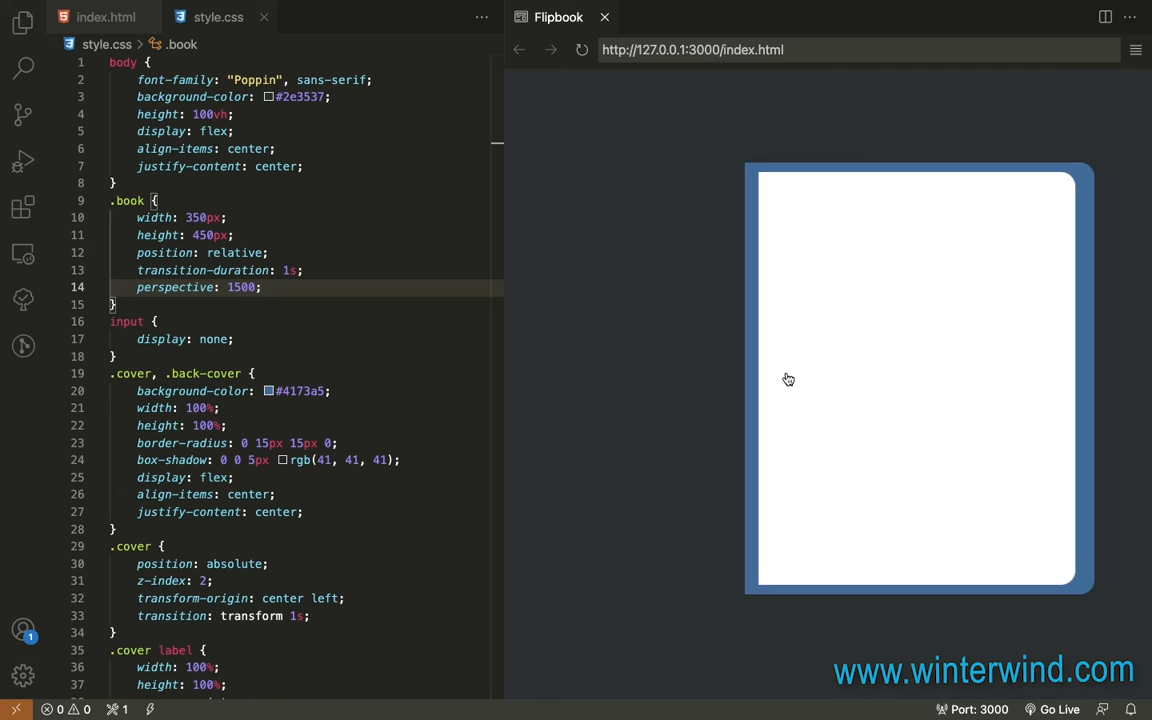 index.html
style.css
Flipbook
style.css > .book
http://127.0.0.1:3000/index.html
1 body {
2 font-family: "Poppin", sans-serif;
3 background-color: #2e3537;
4 height: 100vh;
5 display: flex;
6 align-items: center;
7 justify-content: center;
8 }
9 .book {
10 width: 350px;
11 height: 450px;
12 position: relative;
13 transition-duration: 1s;
14 perspective: 1500;
15 }
16 input {
17 display: none;
18 }
19 .cover, .back-cover {
20 background-color: #4173a5;
21 width: 100%;
22 height: 100%;
23 border-radius: 0 15px 15px 0;
24 box-shadow: 0 0 5px rgb(41, 41, 41);
25 display: flex;
26 align-items: center;
27 justify-content: center;
28 }
29 .cover {
30 position: absolute;
31 z-index: 2;
32 transform-origin: center left;
33 transition: transform 1s;
34 }
35 .cover label {
36 width: 100%;
37 height: 100%;
1
www.winterwind.com
0 0 1
Port: 3000 Go Live